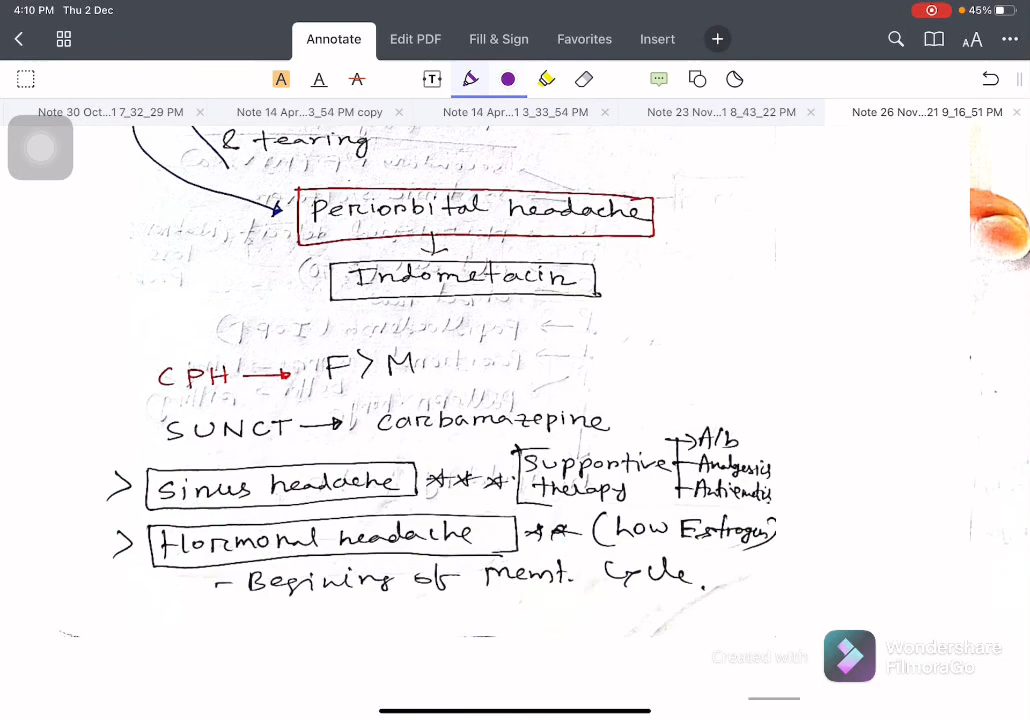 4:10 PM Thu 2 Dec
45%
Annotate Edit PDF Fill & Sign Favorites Insert
Note 30 Oct...1 7_32_29 PM
Note 14 Apr...3_54 PM copy
Note 14 Apr...1 3_33_54 PM
Note 23 Nov...1 8_43_22 PM
Note 26 Nov...21 9_16_51 PM
& tearing
Periorbital headache
Indometacin
CPH → F > M
SUNCT → Carbamazepine
> Sinus headache
Supportive therapy
→ A/b
Analgesics
> Hormonal headache ** (Low Estrogen)
- Begining of menst. Cycle.
Created with
Wondershare
FilmoraGo